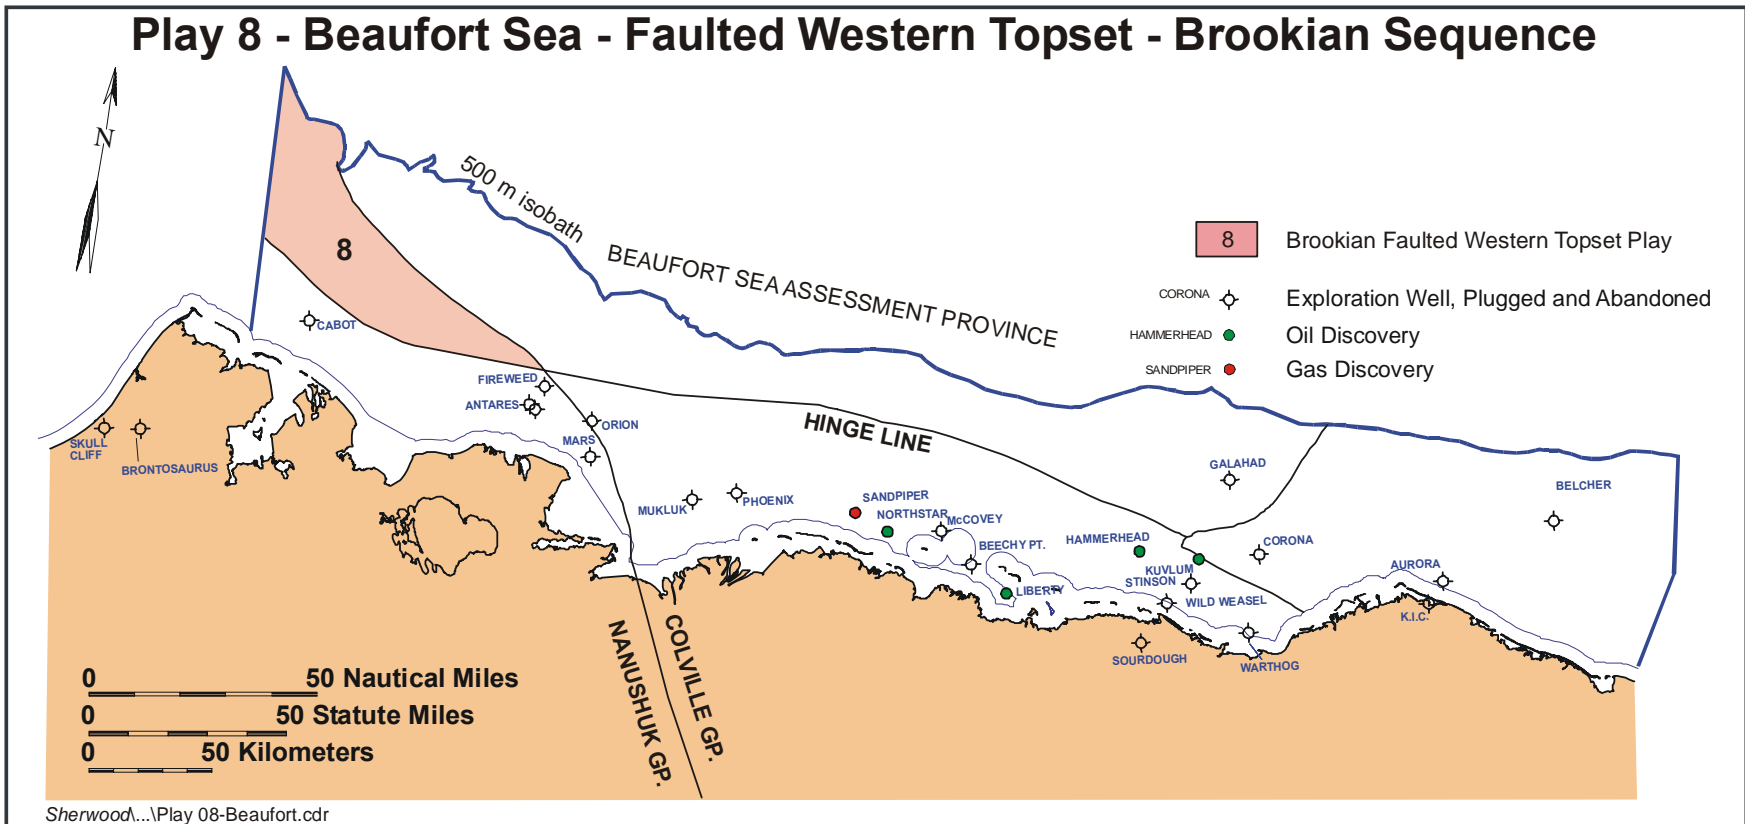 Play 8 - Beaufort Sea - Faulted Western Topset - Brookian Sequence
N
500 m isobath
BEAUFORT SEA ASSESSMENT PROVINCE
8
8 Brookian Faulted Western Topset Play
CORONA Exploration Well, Plugged and Abandoned
HAMMERHEAD Oil Discovery
SANDPIPER Gas Discovery
CABOT
FIREWEED
ANTARES
ORION
MARS
HINGE LINE
SKULL
CLIFF
BRONTOSAURUS
MUKLUK
PHOENIX
SANDPIPER
NORTHSTAR
McCOVEY
BEECHY PT.
LIBERTY
GALAHAD
BELCHER
HAMMERHEAD
CORONA
KUVLUM
STINSON
WILD WEASEL
AURORA
K.I.C.
SOURDOUGH
WARTHOG
NANUSHUK GP.
COLVILLE GP.
0 50 Nautical Miles
0 50 Statute Miles
0 50 Kilometers
Sherwood\...\Play 08-Beaufort.cdr